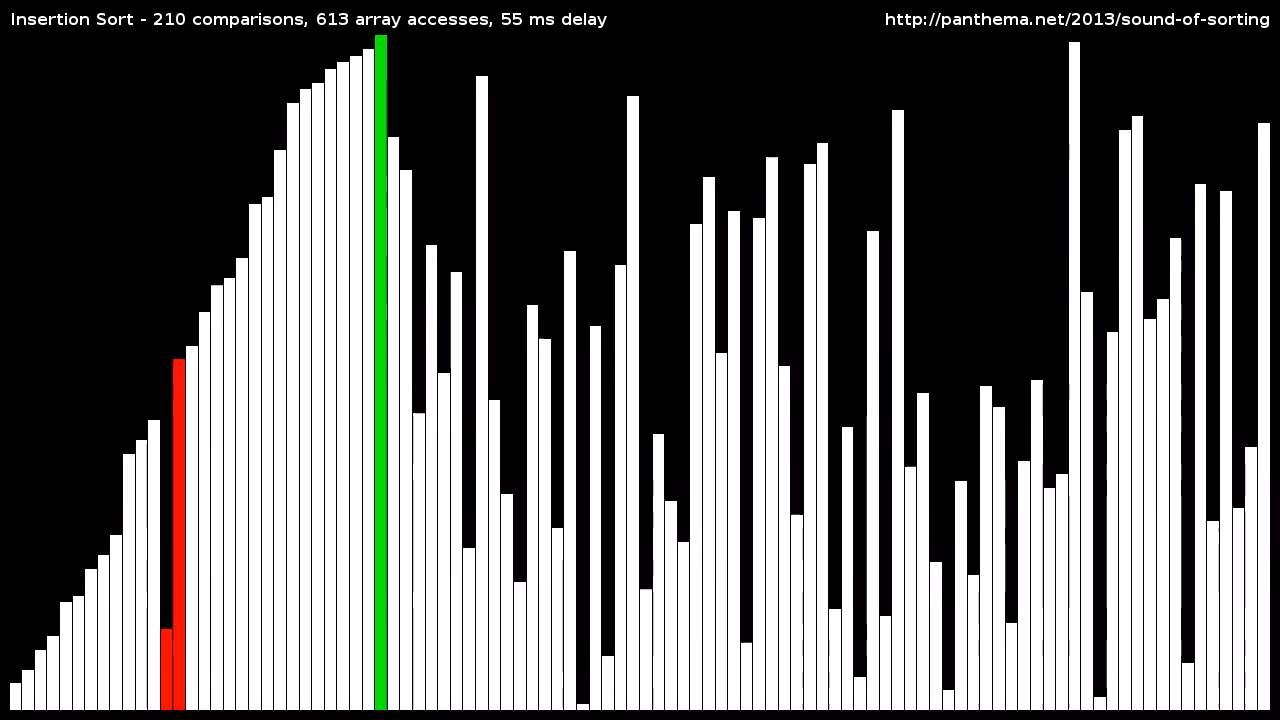 Insertion Sort - 210 comparisons, 613 array accesses, 55 ms delay
http://panthema.net/2013/sound-of-sorting